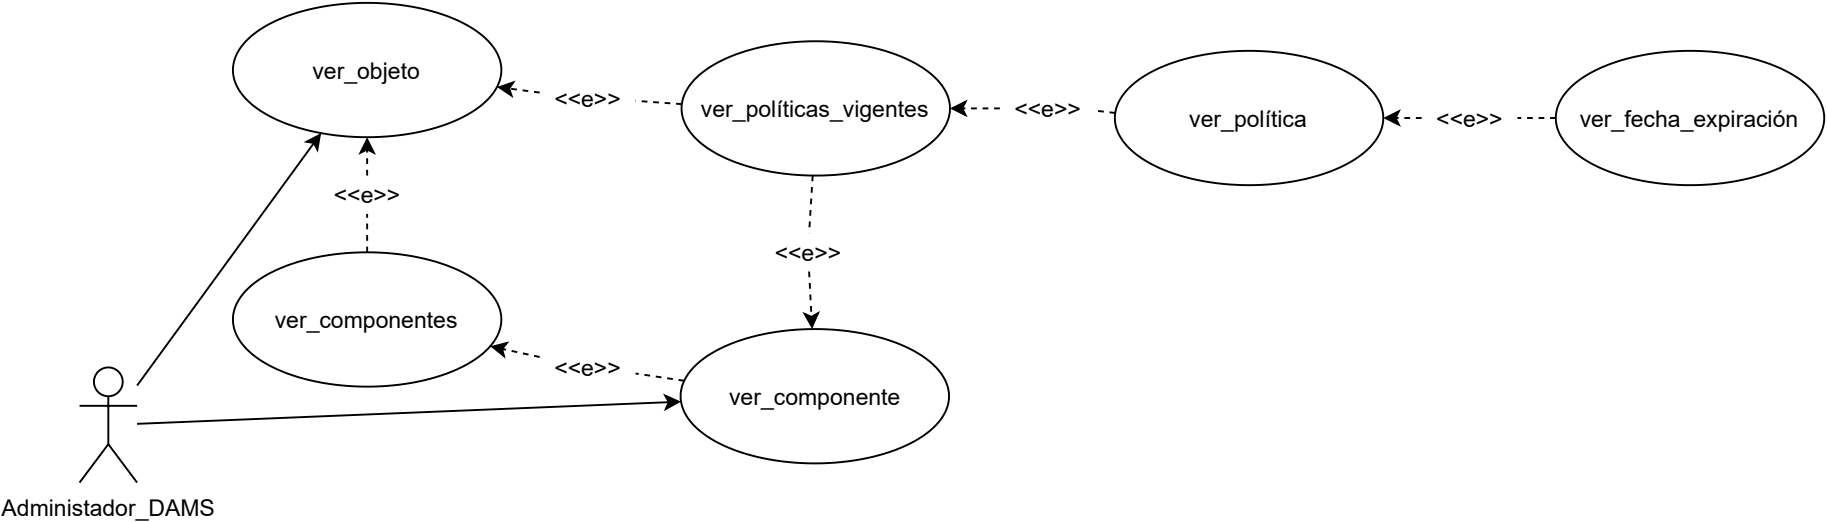 ver_objeto
<<e>>
ver_políticas_vigentes
<<e>>
ver_política
<<e>>
ver_fecha_expiración
<<e>>
<<e>>
ver_componentes
<<e>>
ver_componente
Administador_DAMS